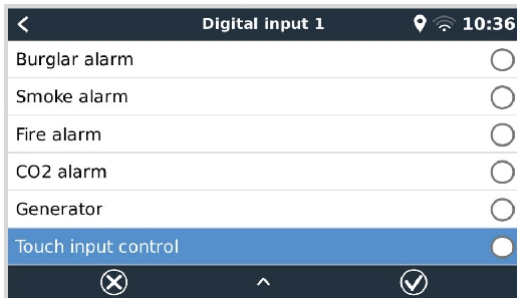 Digital input 1 10:36
Burglar alarm
Smoke alarm
Fire alarm
CO2 alarm
Generator
Touch input control